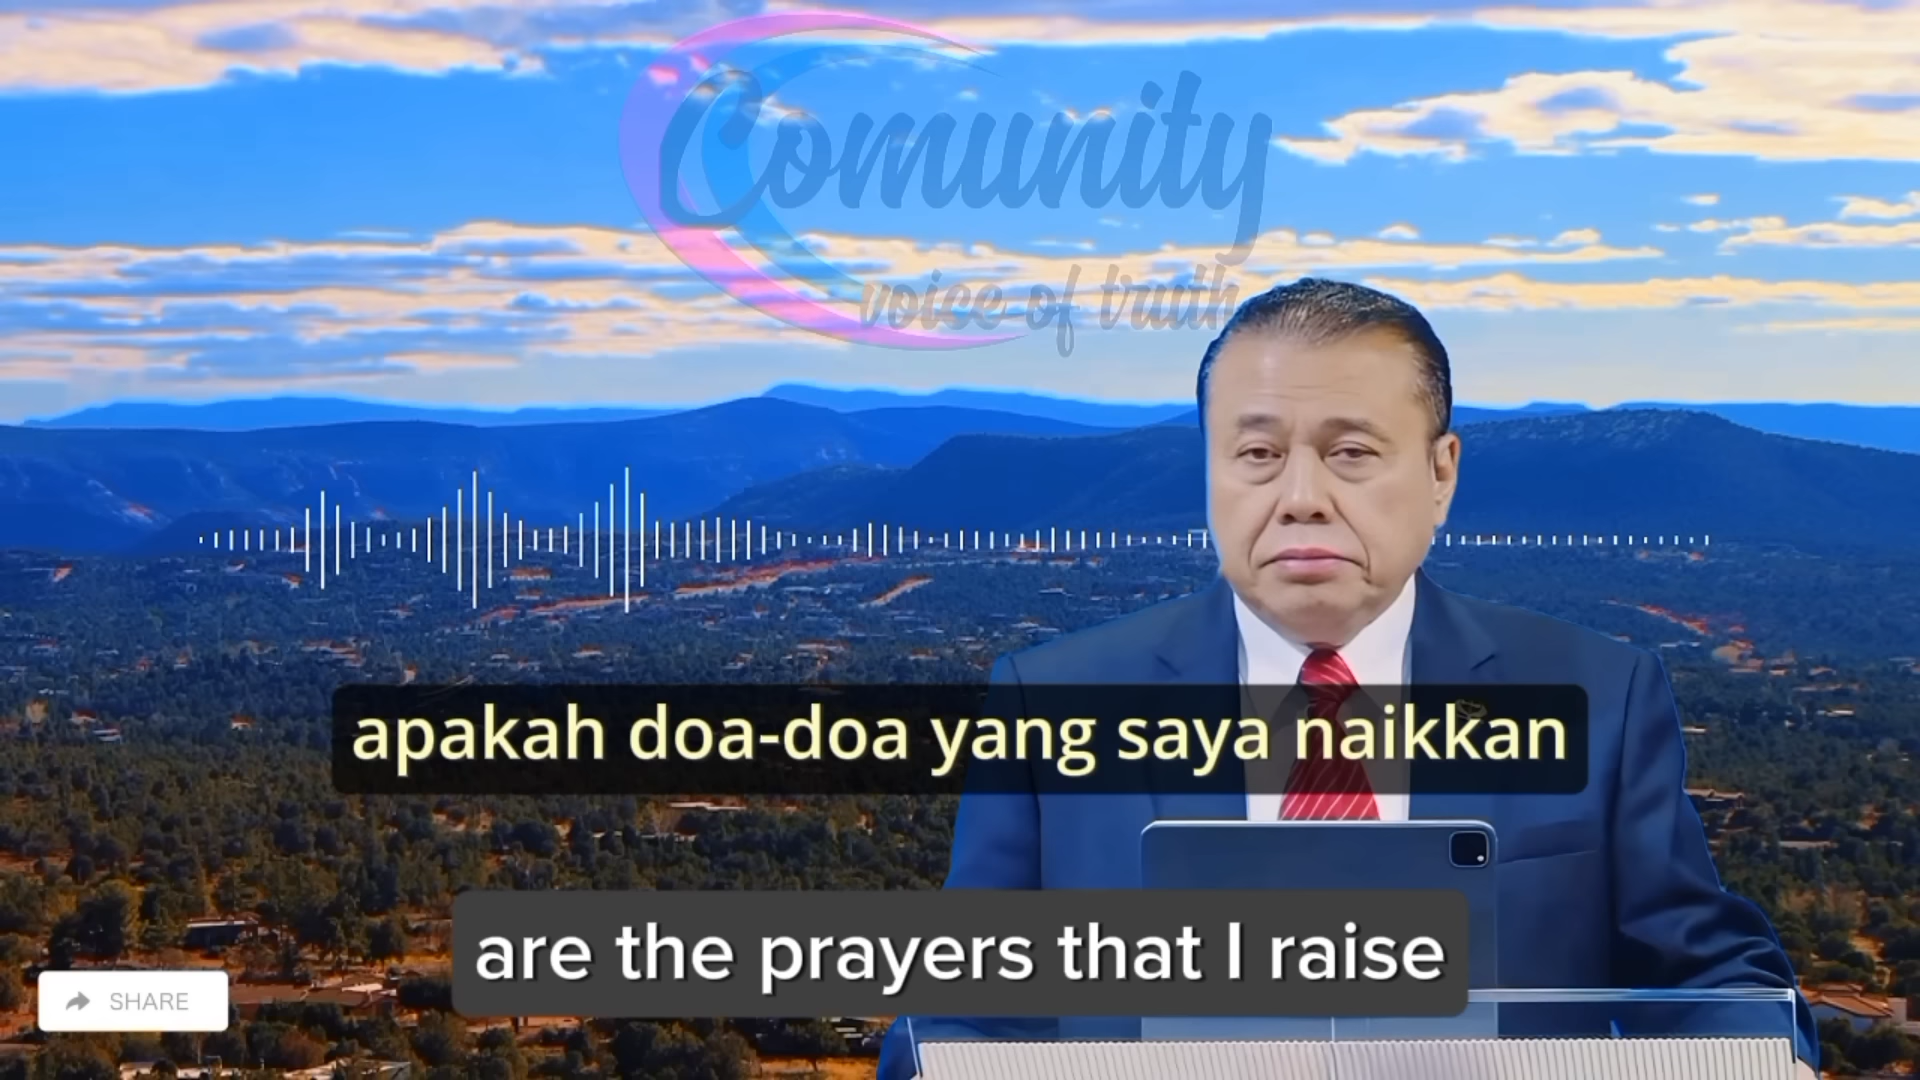 Comunity
voice of truth
apakah doa-doa yang saya naikkan
are the prayers that I raise
SHARE